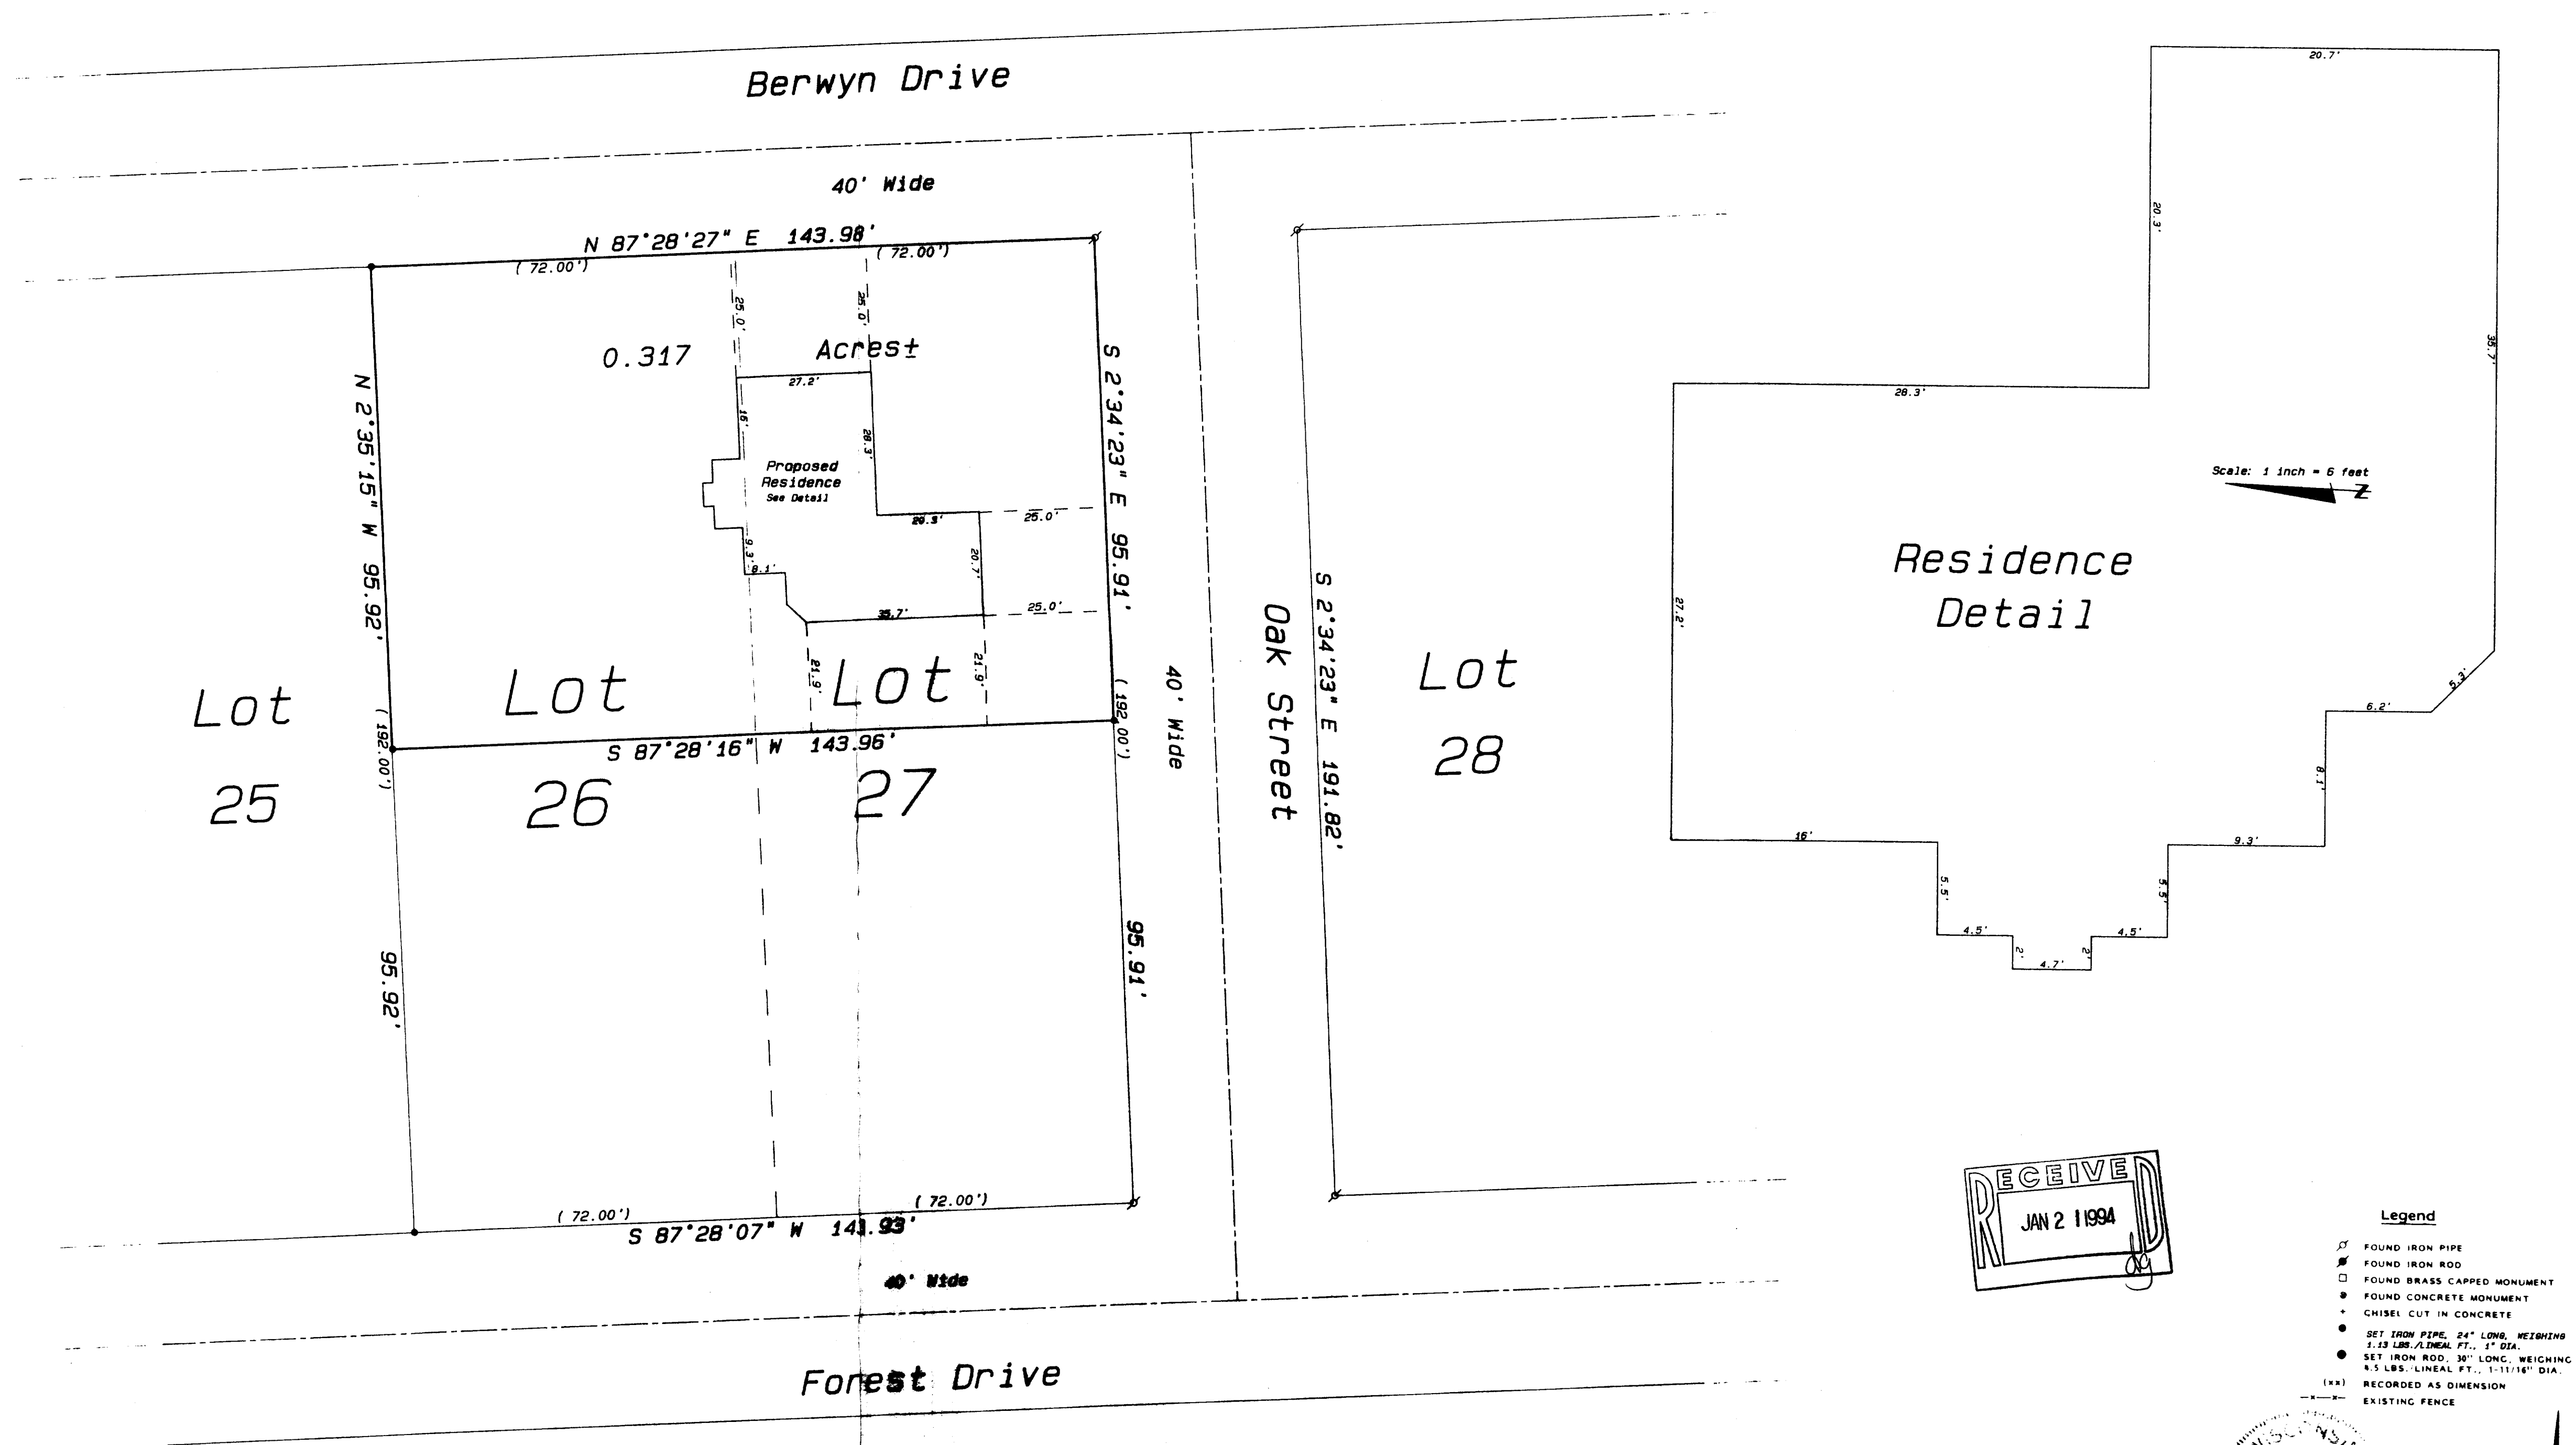 Berwyn Drive
40' Wide
N 87°28'27" E 143.98'
( 72.00')
( 72.00')
25.0'
25.0'
0.317 Acres±
27.2'
16'
28.3'
Proposed
Residence
See Detail
20.3'
25.0'
9.3'
8.1'
20.7'
35.7'
25.0'
21.9'
21.9'
N 2°35'15" W 95.92'
( 192.00')
S 2°34'23" E 95.91'
( 192.00')
Lot
25
Lot
26
Lot
27
S 87°28'16" W 143.96'
95.92'
95.91'
40' Wide
Oak Street
S 2°34'23" E 191.82'
Lot
28
( 72.00')
( 72.00')
S 87°28'07" W 143.93'
40' Wide
Forest Drive
20.7'
20.3'
35.7'
28.3'
Scale: 1 inch = 6 feet
Z
Residence
Detail
27.2'
5.3'
6.2'
8.1'
16'
9.3'
5.5'
5.5'
4.5'
4.5'
2'
2'
4.7'
RECEIVED
JAN 21 1994
Legend
FOUND IRON PIPE
FOUND IRON ROD
FOUND BRASS CAPPED MONUMENT
FOUND CONCRETE MONUMENT
CHISEL CUT IN CONCRETE
SET IRON PIPE, 24" LONG, WEIGHING
1.13 LBS./LINEAL FT., 1" DIA.
SET IRON ROD, 30" LONG, WEIGHING
4.5 LBS./LINEAL FT., 1-11/16" DIA.
(xx) RECORDED AS DIMENSION
—x—x— EXISTING FENCE